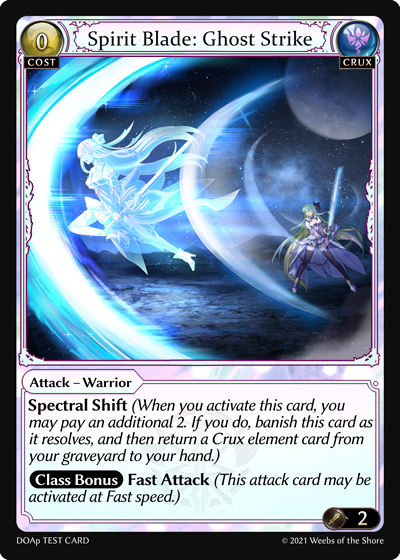 0
COST
Spirit Blade: Ghost Strike
CRUX
Attack – Warrior
Spectral Shift (When you activate this card, you
may pay an additional 2. If you do, banish this card as
it resolves, and then return a Crux element card from
your graveyard to your hand.)
Class Bonus Fast Attack (This attack card may be
activated at Fast speed.)
2
DOAp TEST CARD
© 2021 Weebs of the Shore